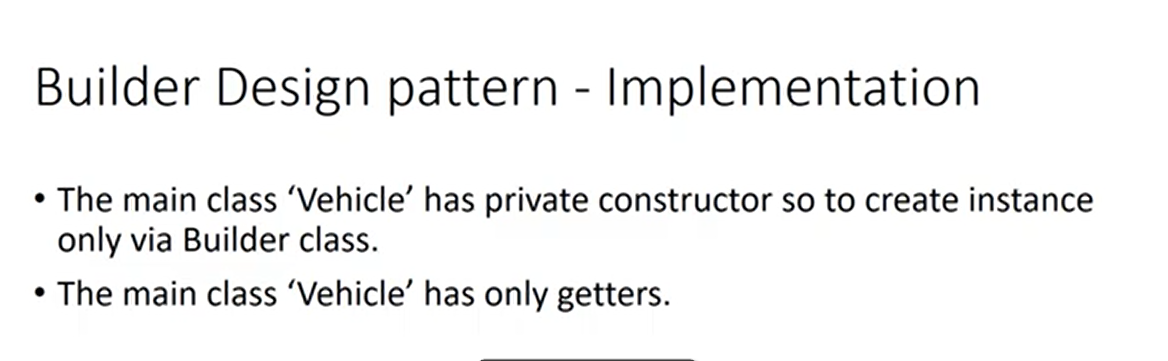 Builder Design pattern - Implementation
• The main class ‘Vehicle’ has private constructor so to create instance
only via Builder class.
• The main class ‘Vehicle’ has only getters.